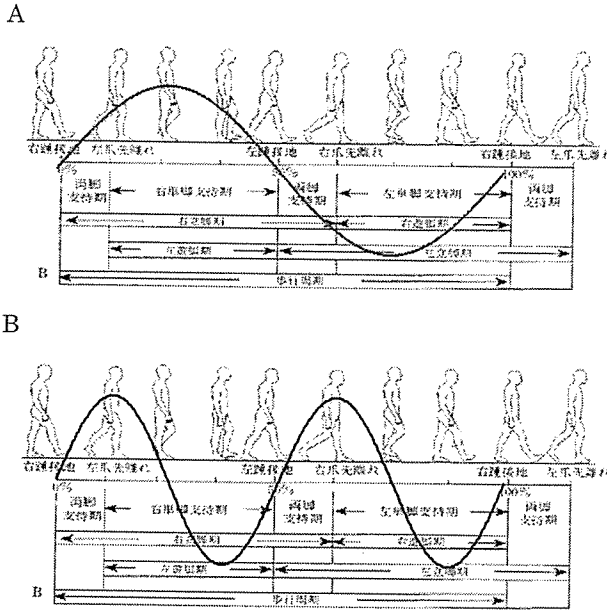 A
右踵接地 左爪先離れ 左踵接地 右爪先離れ 右踵接地 左爪先離れ
0% 50% 100%
両脚支持期 右単脚支持期 両脚支持期 左単脚支持期 両脚支持期
右立脚期 右遊脚期
左遊脚期 左立脚期
B 歩行周期
B
右踵接地 左爪先離れ 左踵接地 右爪先離れ 右踵接地 左爪先離れ
0% 50% 100%
両脚支持期 右単脚支持期 両脚支持期 左単脚支持期 両脚支持期
右立脚期 右遊脚期
左遊脚期 左立脚期
B 歩行周期